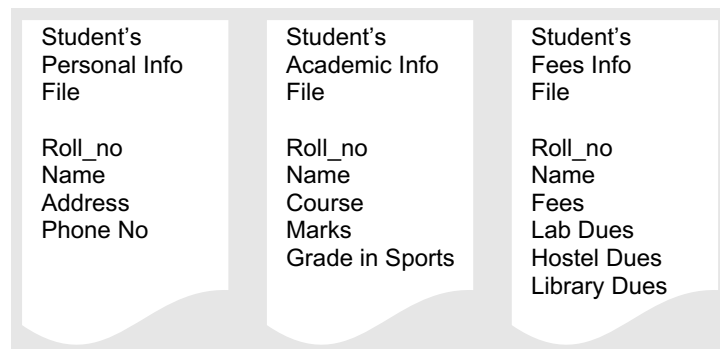 Student's
Personal Info
File
Roll_no
Name
Address
Phone No
Student's
Academic Info
File
Roll_no
Name
Course
Marks
Grade in Sports
Student's
Fees Info
File
Roll_no
Name
Fees
Lab Dues
Hostel Dues
Library Dues